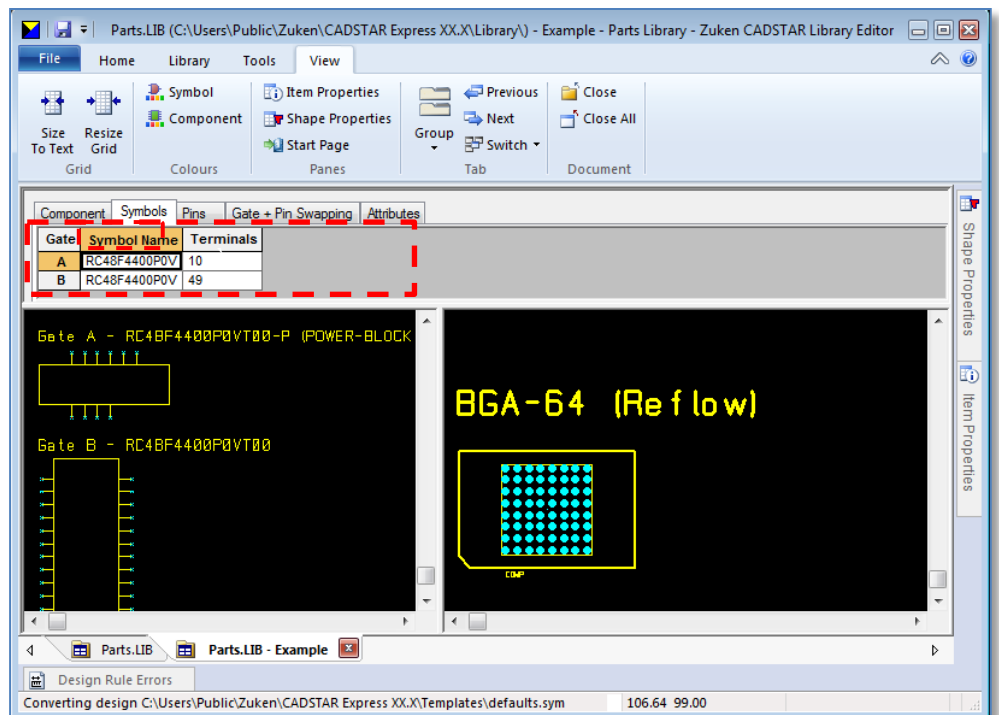 Parts.LIB (C:\Users\Public\Zuken\CADSTAR Express XX.X\Library\) - Example - Parts Library - Zuken CADSTAR Library Editor
File Home Library Tools View
Symbol Item Properties Previous Close
Component Shape Properties Next Close All
Size To Text Resize Grid Start Page Group Switch
Grid Colours Panes Tab Document
Component Symbols Pins Gate + Pin Swapping Attributes
Gate Symbol Name Terminals
A RC48F4400P0V 10
B RC48F4400P0V 49
Shape Properties
Item Properties
Gate A - RC48F4400P0VT00-P (POWER-BLOCK
Gate B - RC48F4400P0VT00
BGA-64 (Reflow)
COMP
Parts.LIB Parts.LIB - Example
Design Rule Errors
Converting design C:\Users\Public\Zuken\CADSTAR Express XX.X\Templates\defaults.sym 106.64 99.00